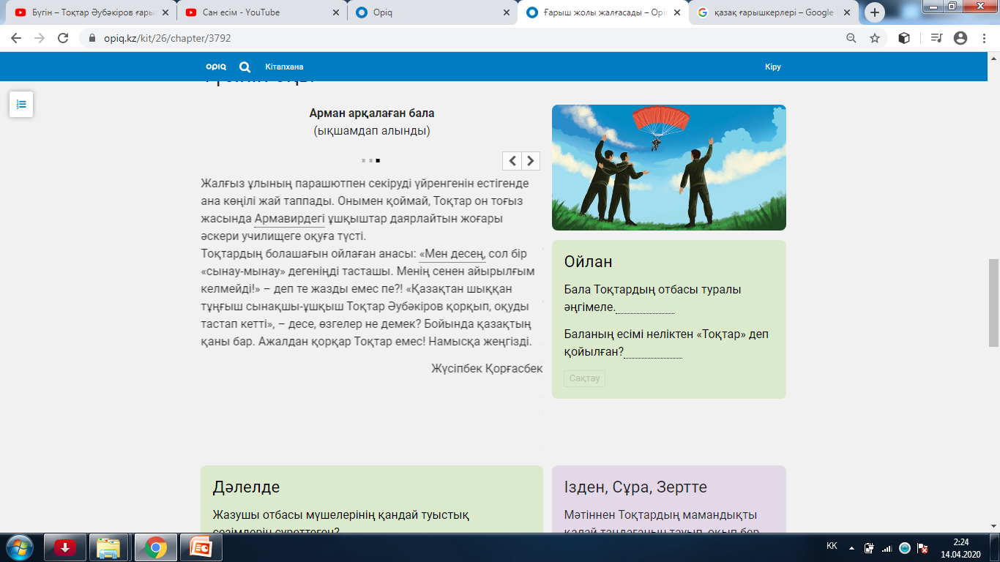 Бүгін – Тоқтар Әубәкіров ғары
Сан есім - YouTube
Opiq
Ғарыш жолы жалғасады – Opi
қазақ ғарышкерлері – Google
opiq.kz/kit/26/chapter/3792
opiq
Кітапхана
Кіру
Арман арқалаған бала
(ықшамдап алынды)
Жалғыз ұлының парашютпен секіруді үйренгенін естігенде
ана көңілі жай таппады. Онымен қоймай, Тоқтар он тоғыз
жасында Армавирдегі ұшқыштар даярлайтын жоғары
әскери училищеге оқуға түсті.
Тоқтардың болашағын ойлаған анасы: «Мен десең, сол бір
«сынау-мынау» дегеніңді тасташы. Менің сенен айырылғым
келмейді!» – деп те жазды емес пе?! «Қазақтан шыққан
тұңғыш сынақшы-ұшқыш Тоқтар Әубәкіров қорқып, оқуды
тастап кетті», – десе, өзгелер не демек? Бойында қазақтың
қаны бар. Ажалдан қорқар Тоқтар емес! Намысқа жеңгізді.
Жүсіпбек Қорғасбек
Ойлан
Бала Тоқтардың отбасы туралы
әңгімеле.
Баланың есімі неліктен «Тоқтар» деп
қойылған?
Сақтау
Дәлелде
Жазушы отбасы мүшелерінің қандай туыстық
сезімдерін суреттеген?
Ізден, Сұра, Зертте
Мәтіннен Тоқтардың мамандықты
қалай таңдағанын тауып, оқып бер.
KK
2:24
14.04.2020